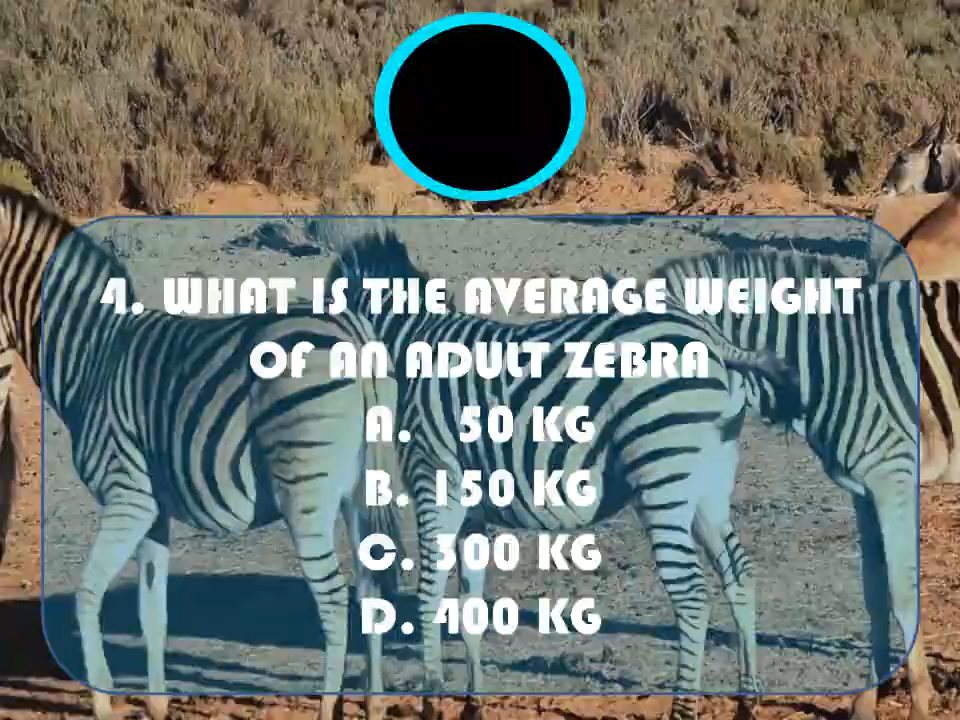 4. WHAT IS THE AVERAGE WEIGHT
OF AN ADULT ZEBRA
A. 50 KG
B. 150 KG
C. 300 KG
D. 400 KG